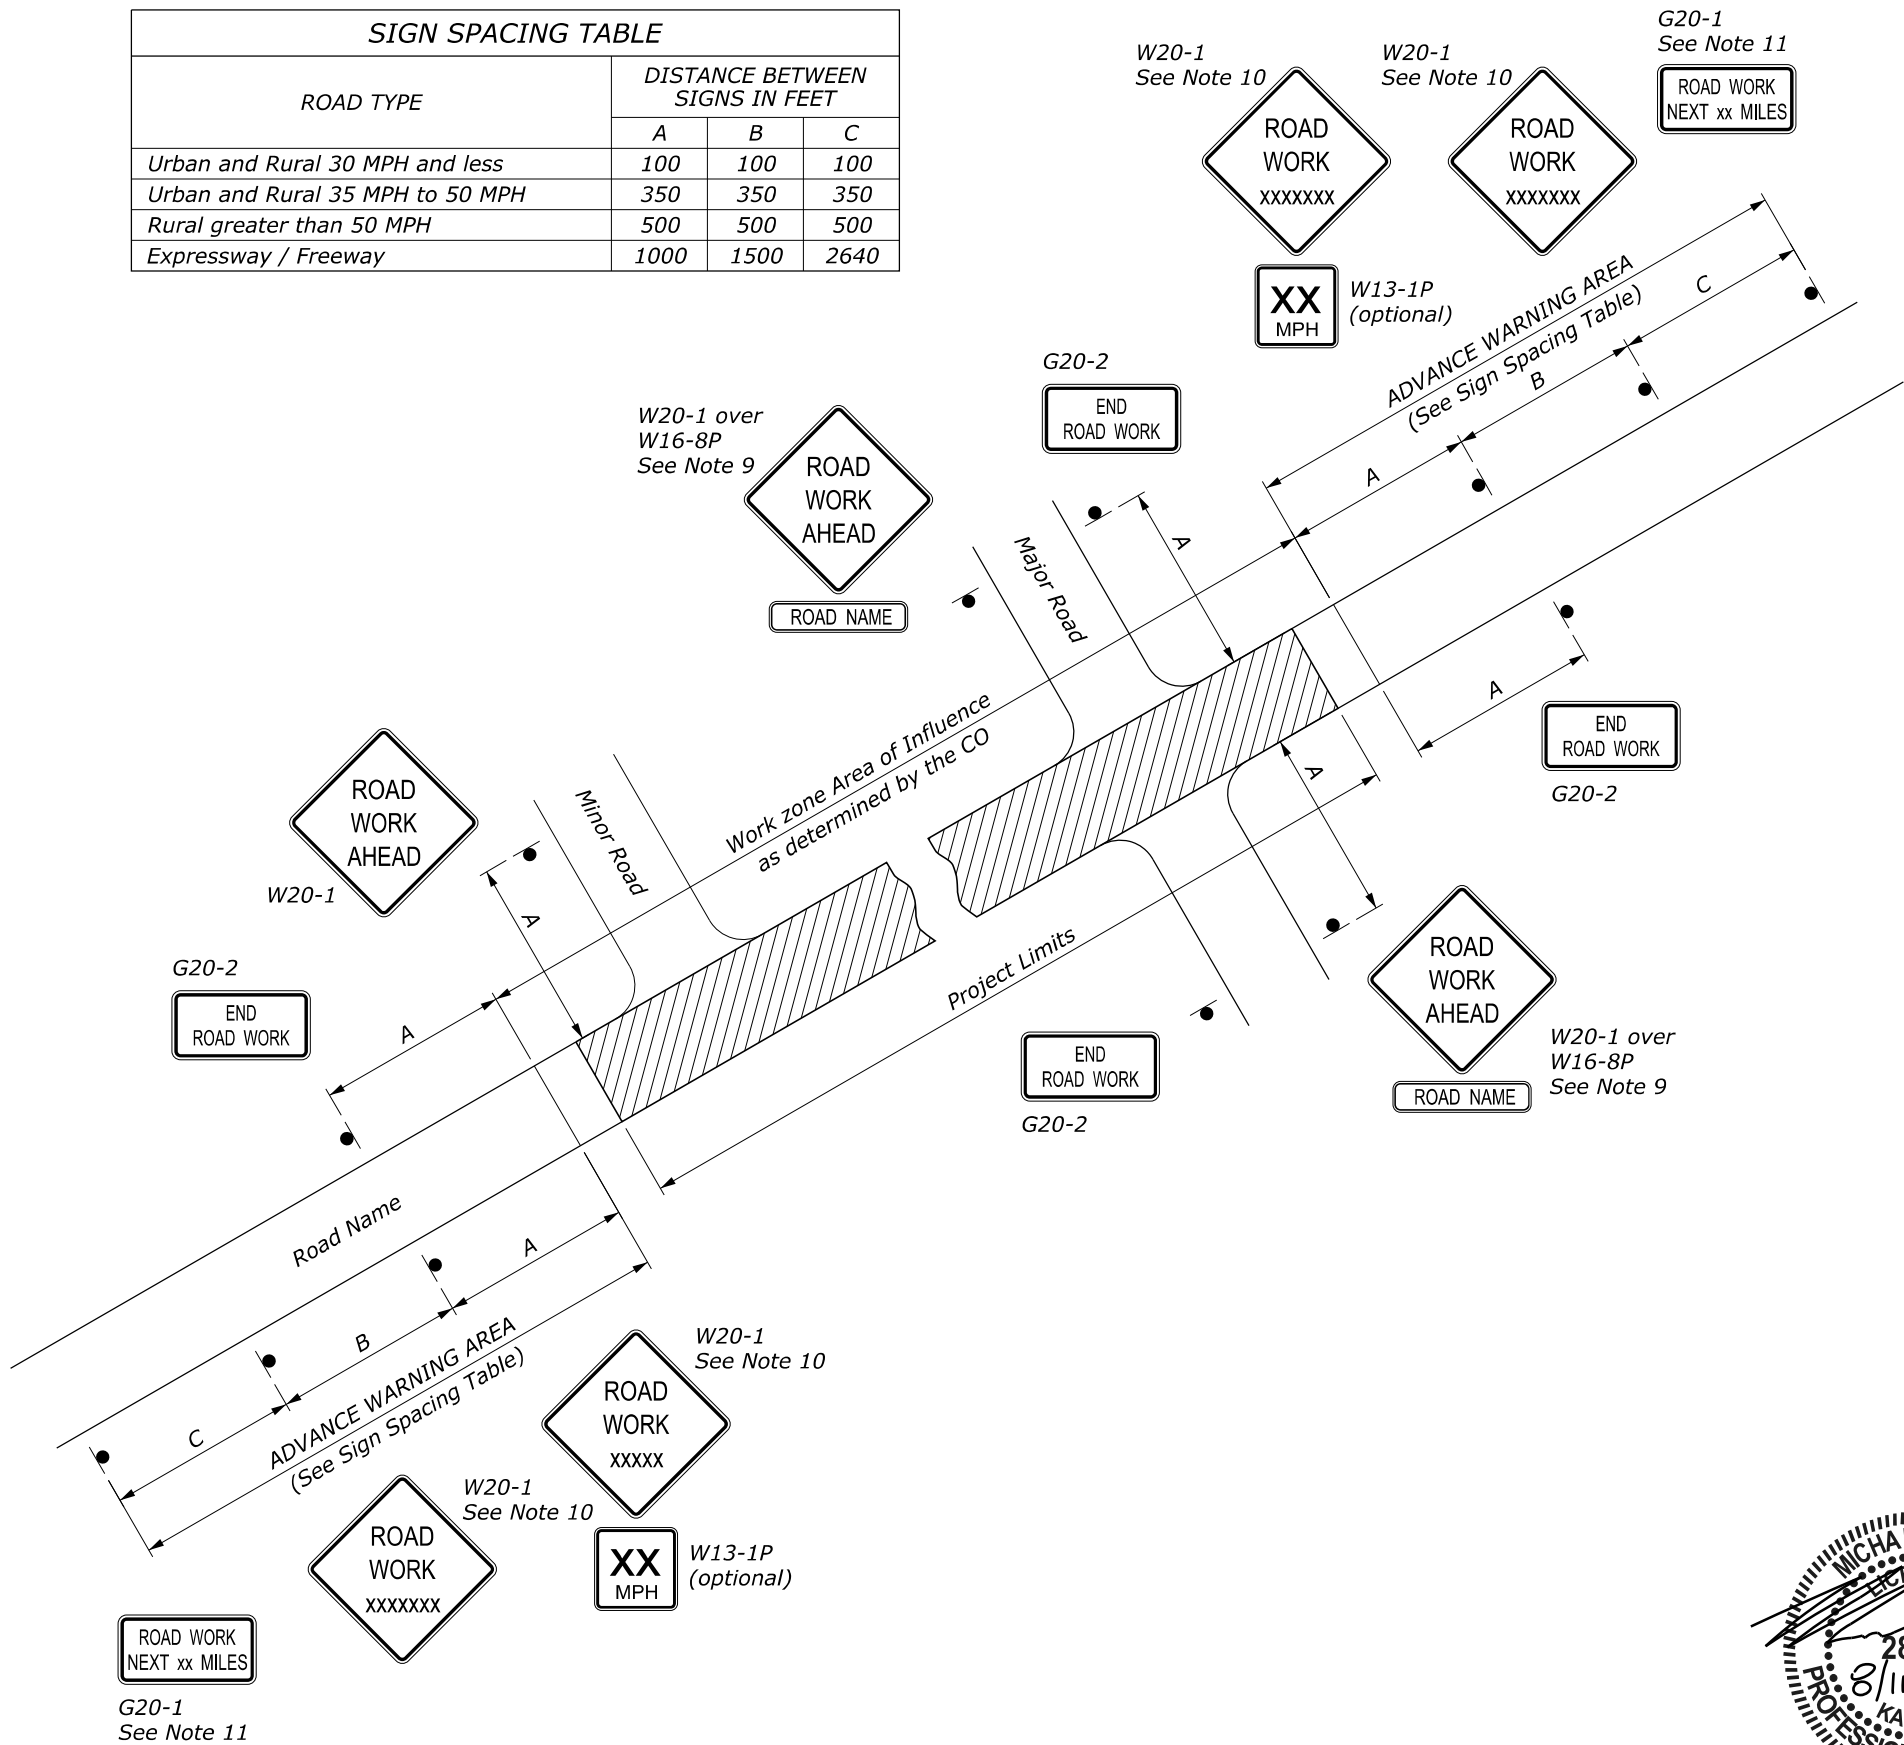 SIGN SPACING TABLE
ROAD TYPE
DISTANCE BETWEEN
SIGNS IN FEET
A B C
Urban and Rural 30 MPH and less 100 100 100
Urban and Rural 35 MPH to 50 MPH 350 350 350
Rural greater than 50 MPH 500 500 500
Expressway / Freeway 1000 1500 2640
W20-1
See Note 10
ROAD
WORK
xxxxxxx
XX
MPH
W13-1P
(optional)
W20-1
See Note 10
ROAD
WORK
xxxxxxx
G20-1
See Note 11
ROAD WORK
NEXT xx MILES
ADVANCE WARNING AREA
(See Sign Spacing Table)
A
B
C
G20-2
END
ROAD WORK
W20-1 over
W16-8P
See Note 9
ROAD
WORK
AHEAD
ROAD NAME
Major Road
A
A
END
ROAD WORK
G20-2
Work zone Area of Influence
as determined by the CO
ROAD
WORK
AHEAD
W20-1
Minor Road
A
A
Project Limits
ROAD
WORK
AHEAD
ROAD NAME
W20-1 over
W16-8P
See Note 9
G20-2
END
ROAD WORK
A
END
ROAD WORK
G20-2
Road Name
A
B
C
ADVANCE WARNING AREA
(See Sign Spacing Table)
W20-1
See Note 10
ROAD
WORK
xxxxx
XX
MPH
W13-1P
(optional)
W20-1
See Note 10
ROAD
WORK
xxxxxxx
ROAD WORK
NEXT xx MILES
G20-1
See Note 11
MICHA
LIC
28
8/1
KA
PROFESSIO